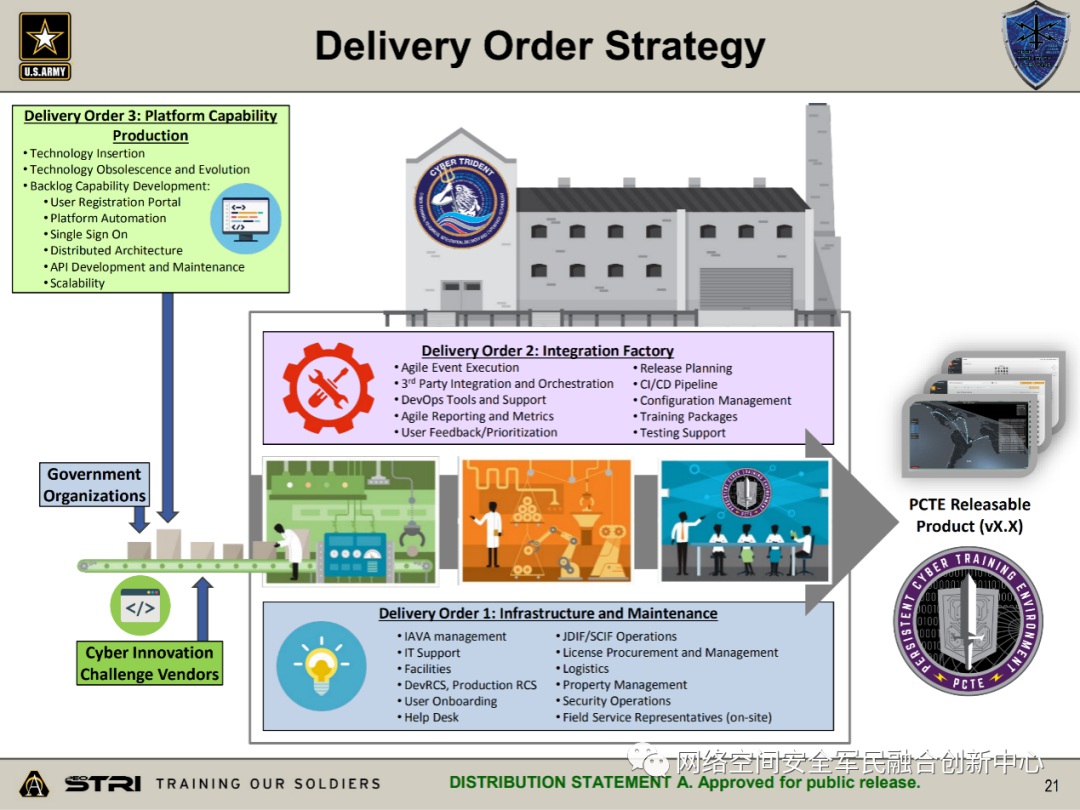 U.S.ARMY
Delivery Order Strategy
Delivery Order 3: Platform Capability
Production
• Technology Insertion
• Technology Obsolescence and Evolution
• Backlog Capability Development:
• User Registration Portal
• Platform Automation
• Single Sign On
• Distributed Architecture
• API Development and Maintenance
• Scalability
CYBER TRIDENT
Delivery Order 2: Integration Factory
• Agile Event Execution
• 3rd Party Integration and Orchestration
• DevOps Tools and Support
• Agile Reporting and Metrics
• User Feedback/Prioritization
• Release Planning
• CI/CD Pipeline
• Configuration Management
• Training Packages
• Testing Support
Government
Organizations
</>
Cyber Innovation
Challenge Vendors
PERSISTENT CYBER TRAINING ENVIRONMENT
PCTE
Delivery Order 1: Infrastructure and Maintenance
• IAVA management
• IT Support
• Facilities
• DevRCS, Production RCS
• User Onboarding
• Help Desk
• JDIF/SCIF Operations
• License Procurement and Management
• Logistics
• Property Management
• Security Operations
• Field Service Representatives (on-site)
PCTE Releasable
Product (vX.X)
PERSISTENT CYBER TRAINING ENVIRONMENT
PCTE
PEO STRI TRAINING OUR SOLDIERS
DISTRIBUTION STATEMENT A. Approved for public release.
网络空间安全军民融合创新中心
21